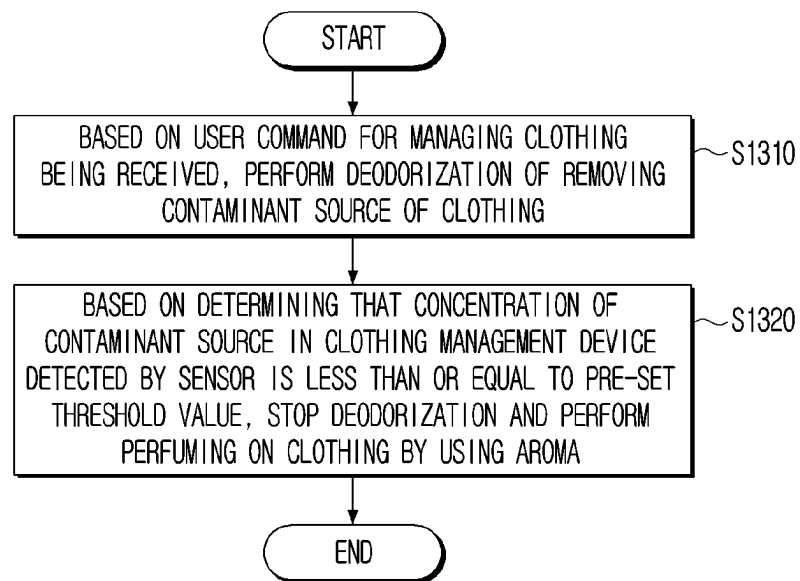 START
BASED ON USER COMMAND FOR MANAGING CLOTHING
BEING RECEIVED, PERFORM DEODORIZATION OF REMOVING
CONTAMINANT SOURCE OF CLOTHING
S1310
BASED ON DETERMINING THAT CONCENTRATION OF
CONTAMINANT SOURCE IN CLOTHING MANAGEMENT DEVICE
DETECTED BY SENSOR IS LESS THAN OR EQUAL TO PRE-SET
THRESHOLD VALUE, STOP DEODORIZATION AND PERFORM
PERFUMING ON CLOTHING BY USING AROMA
S1320
END